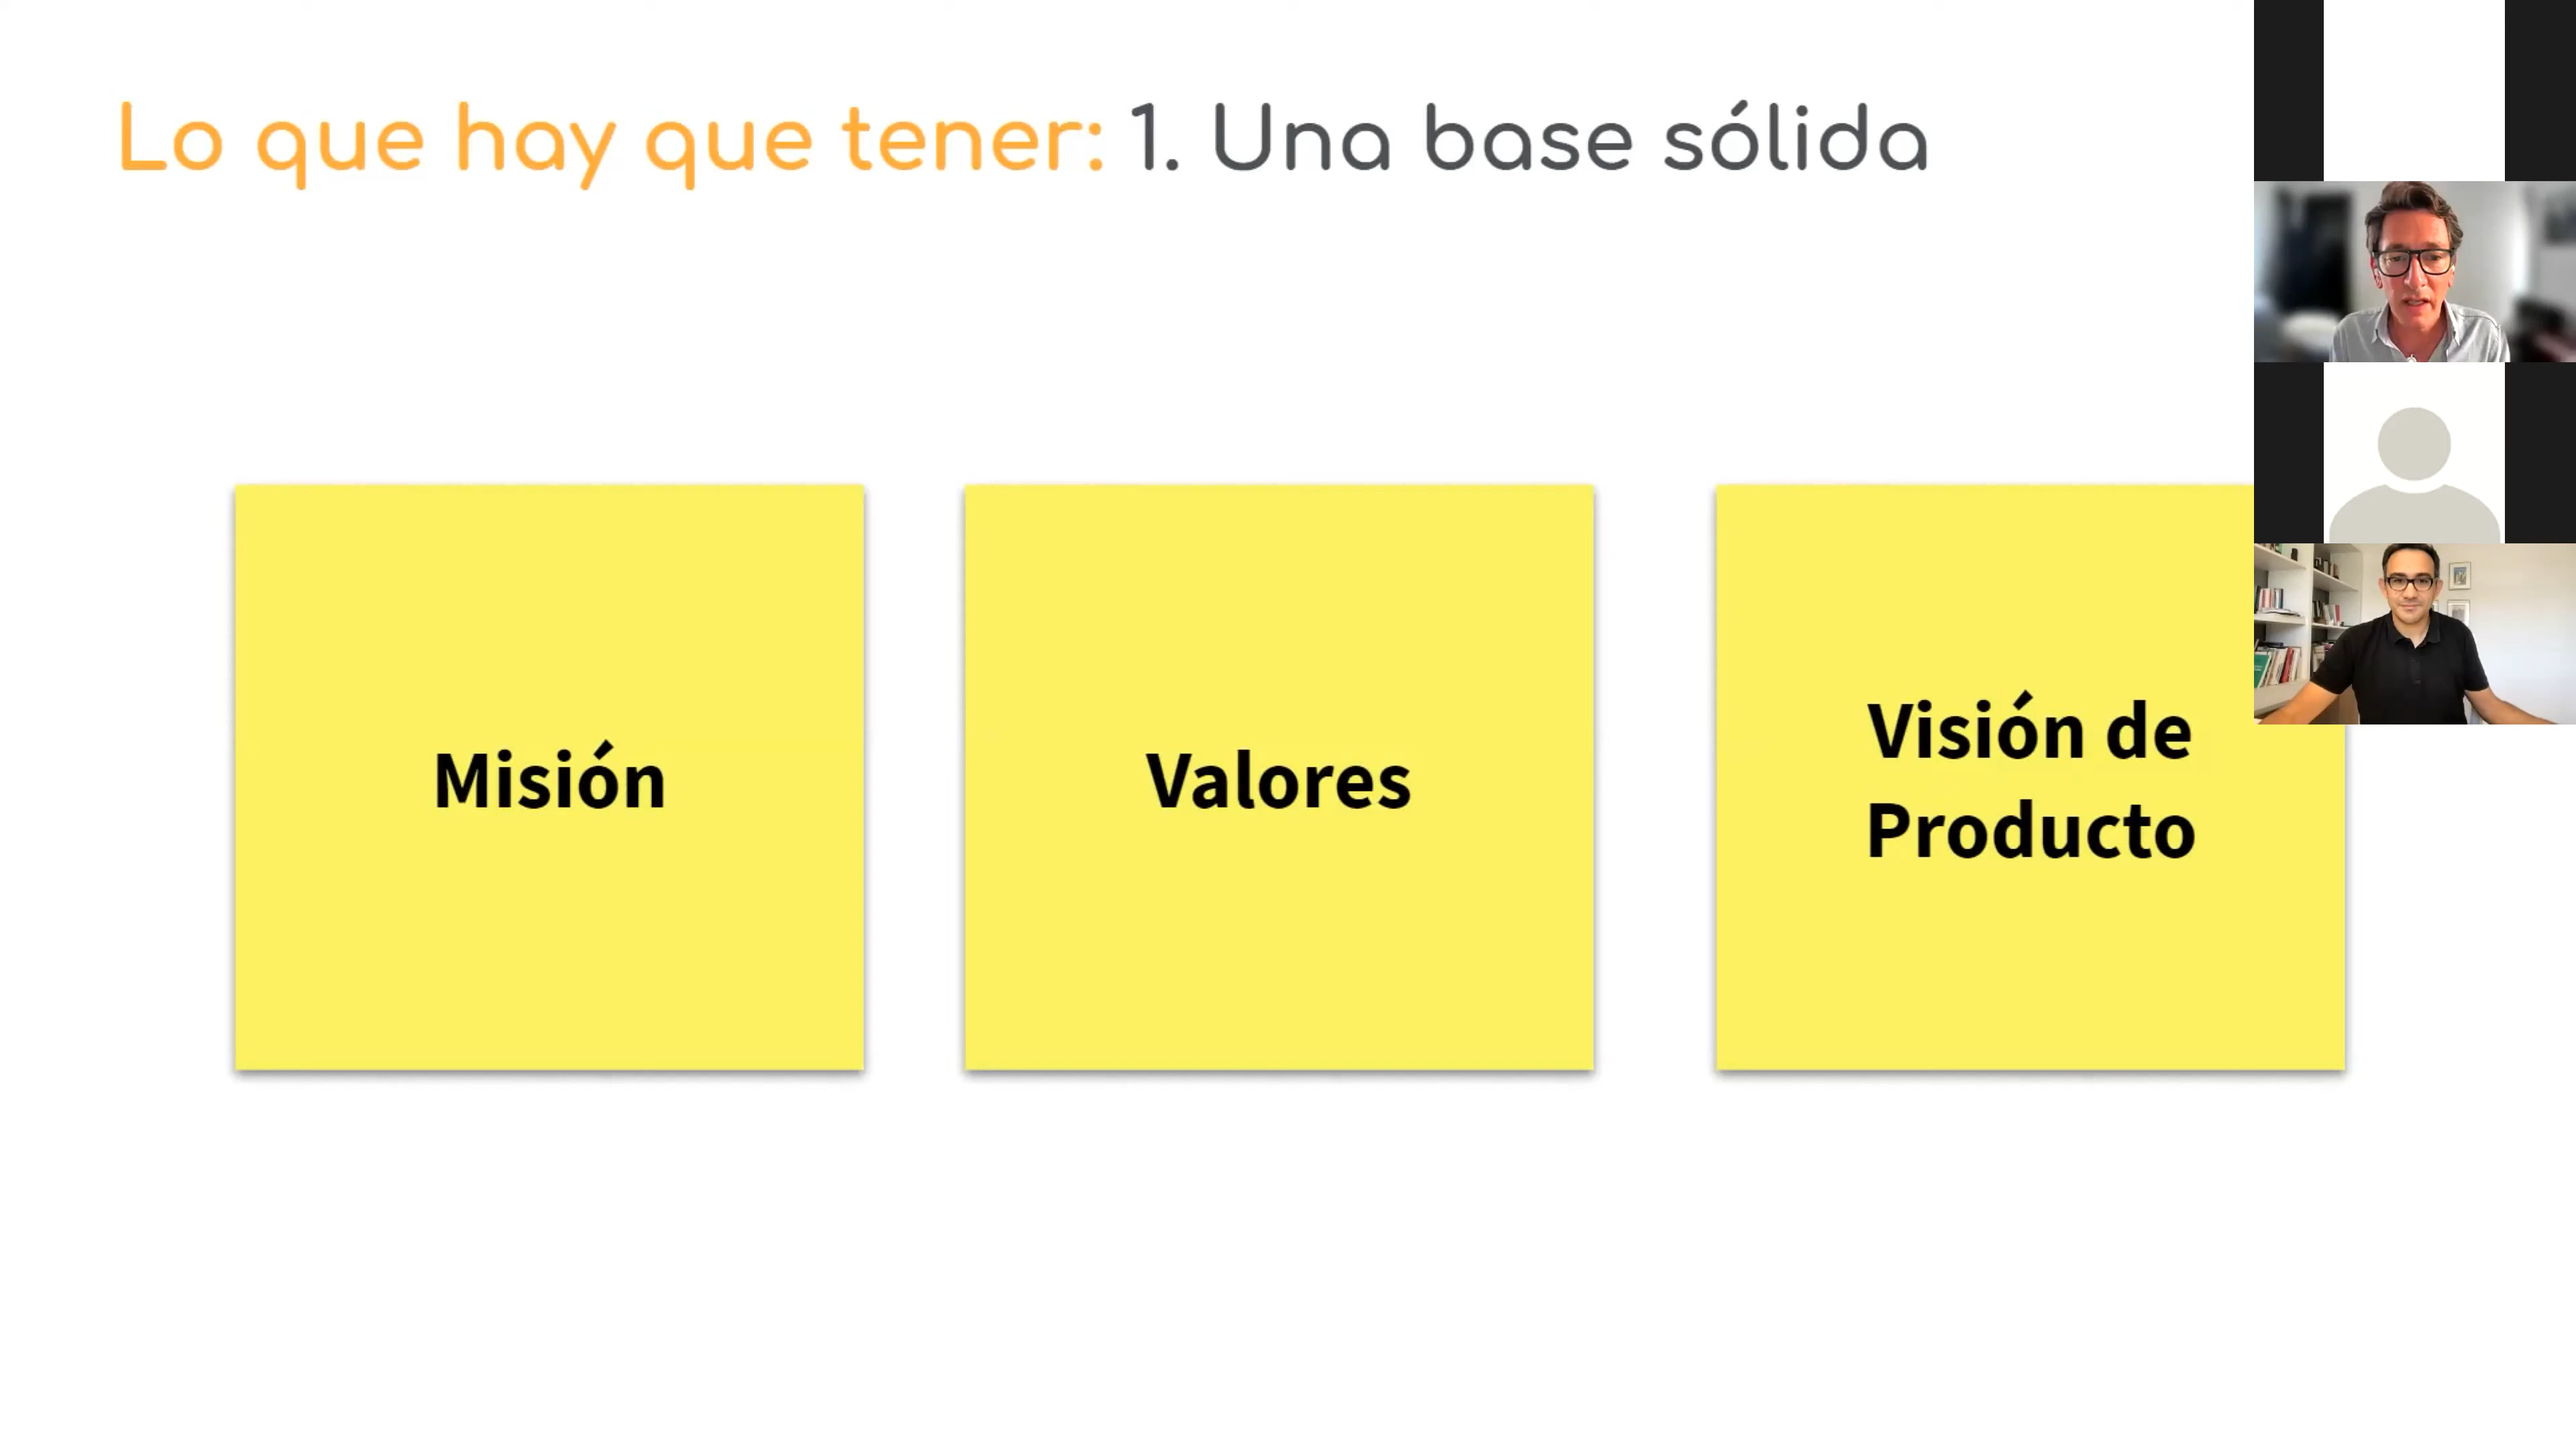 Lo que hay que tener: 1. Una base sólida
Misión
Valores
Visión de
Producto